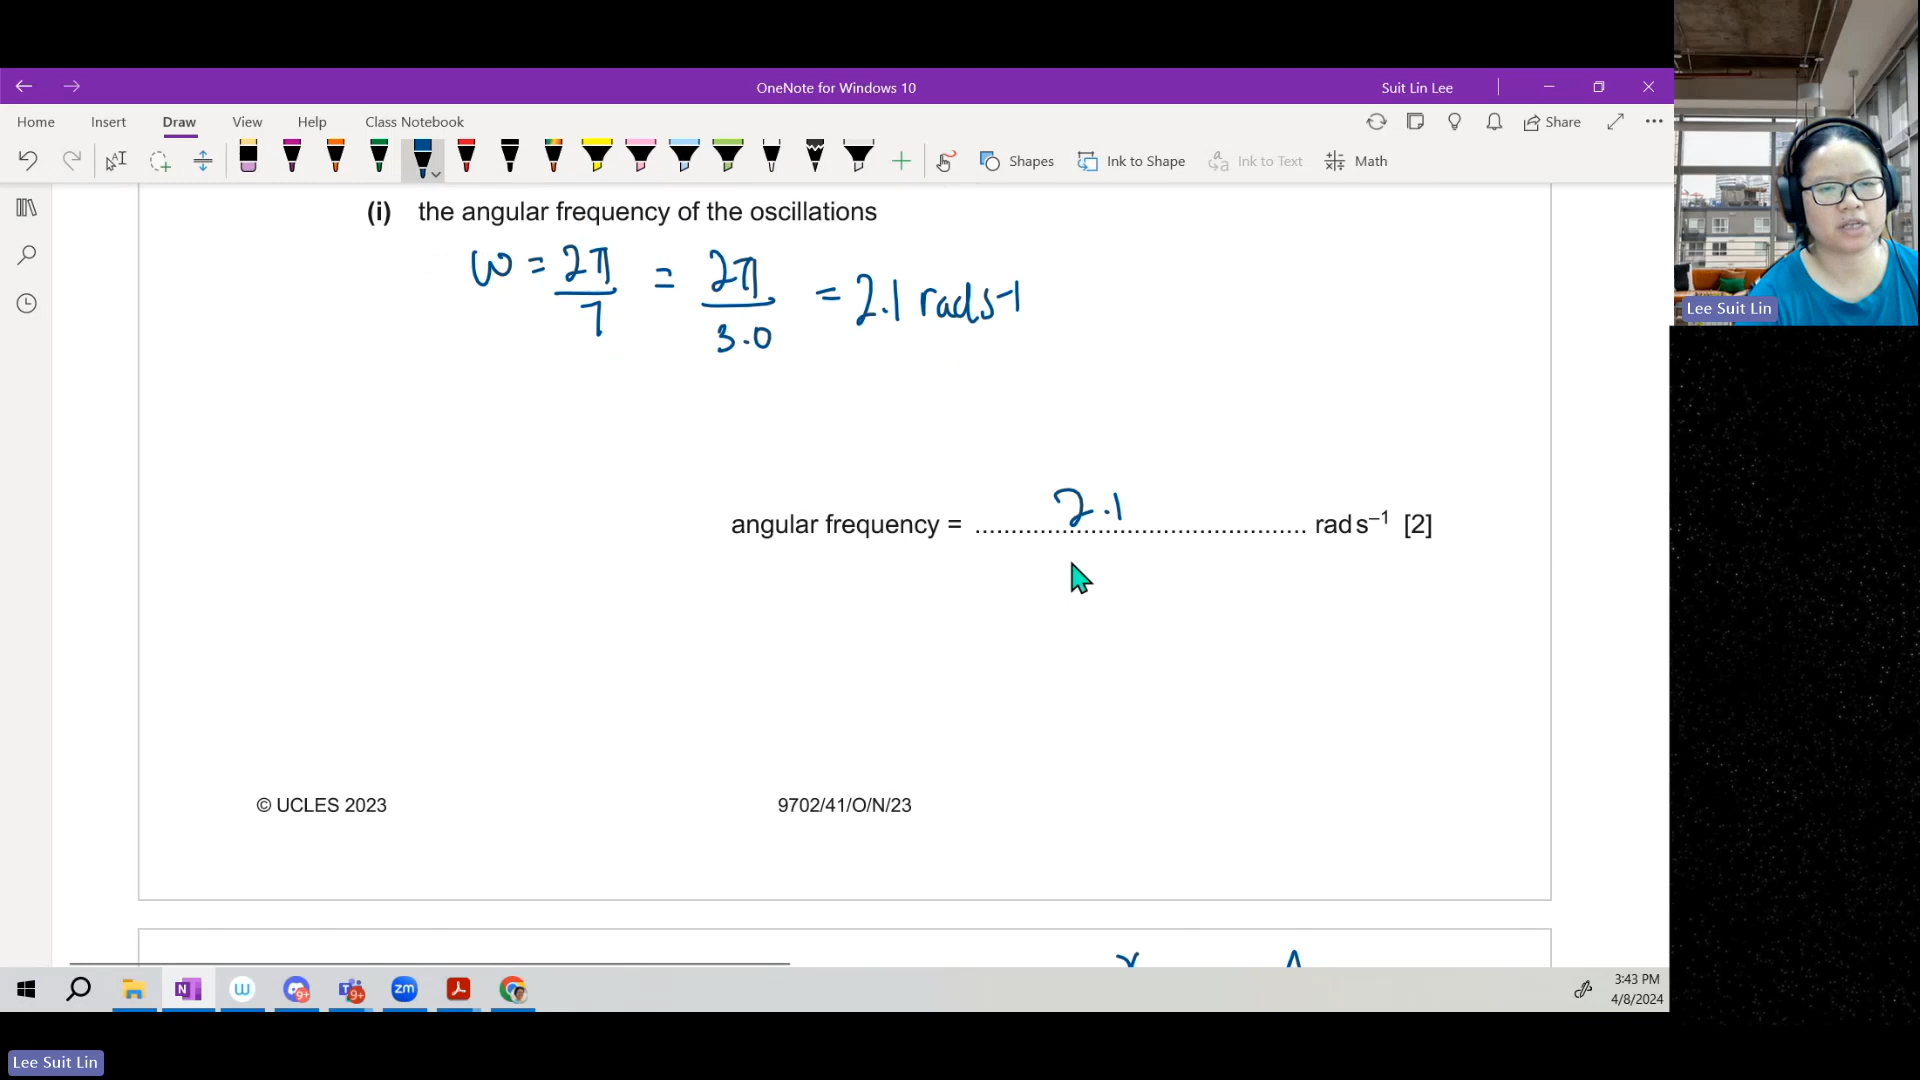 OneNote for Windows 10
Suit Lin Lee
Home Insert Draw View Help Class Notebook
Share
Shapes Ink to Shape Ink to Text Math
(i) the angular frequency of the oscillations
ω = 2π/T = 2π/3.0 = 2.1 rad s⁻¹
angular frequency = 2.1 rad s⁻¹ [2]
© UCLES 2023
9702/41/O/N/23
3:43 PM
4/8/2024
Lee Suit Lin
Lee Suit Lin